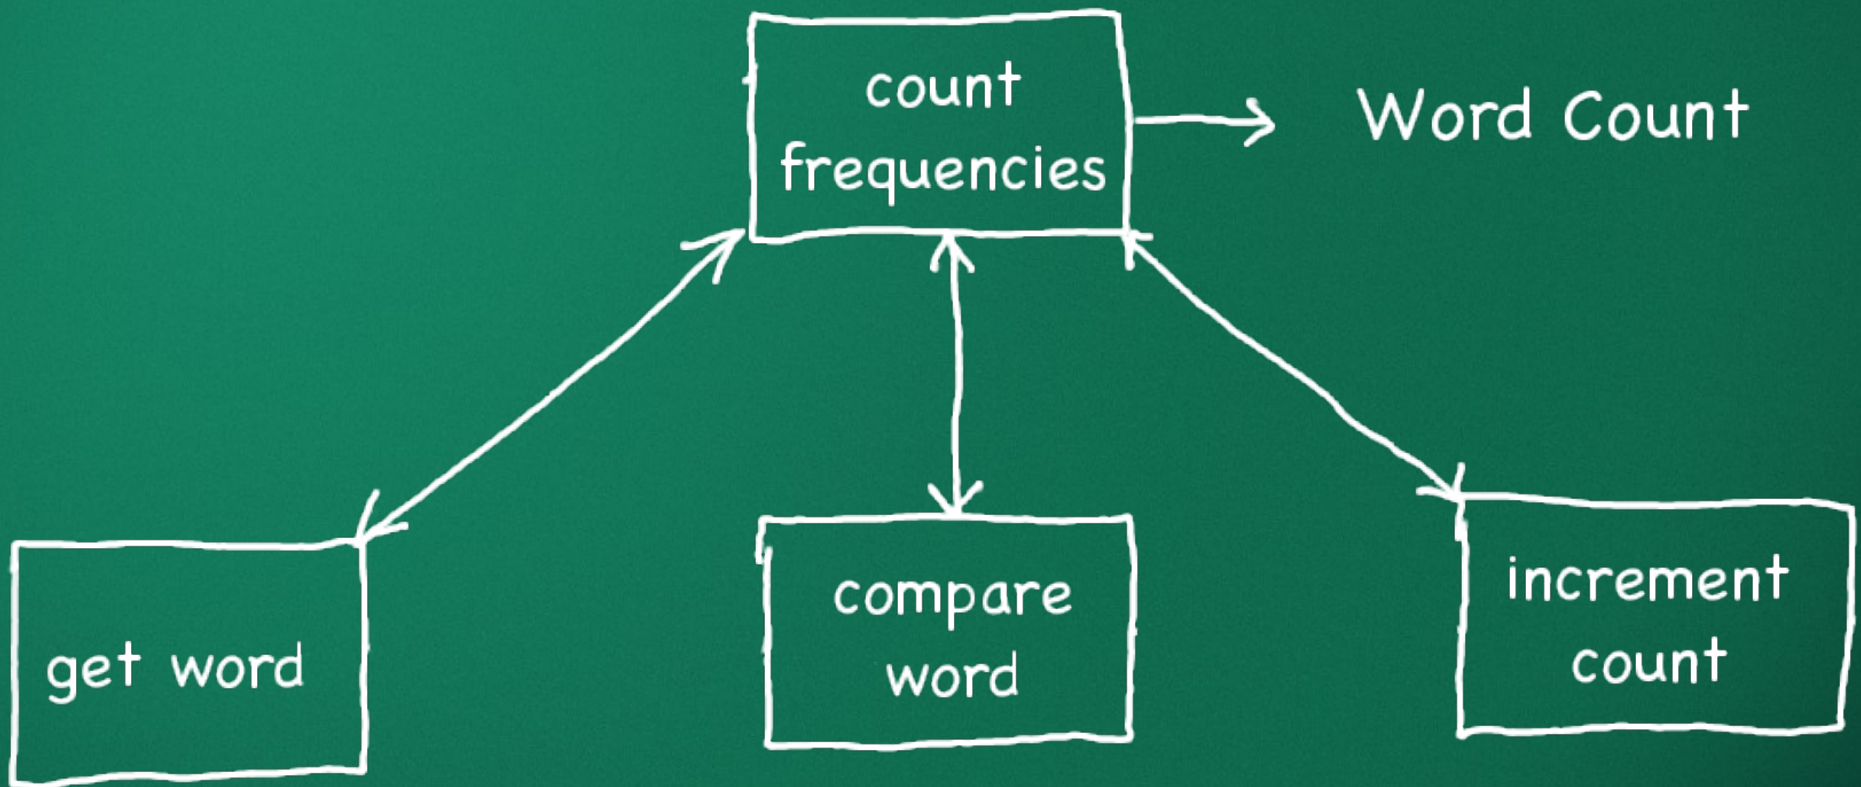 count
frequencies
Word Count
get word
compare
word
increment
count